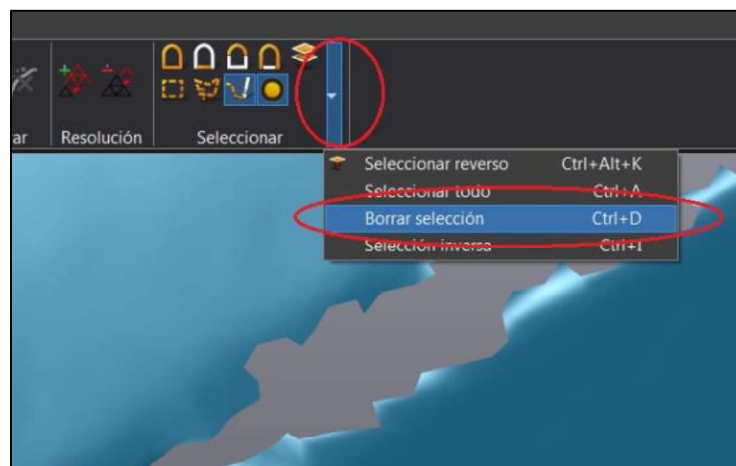 ar Resolución Seleccionar
Seleccionar reverso Ctrl+Alt+K
Seleccionar todo Ctrl+A
Borrar selección Ctrl+D
Selección inversa Ctrl+I